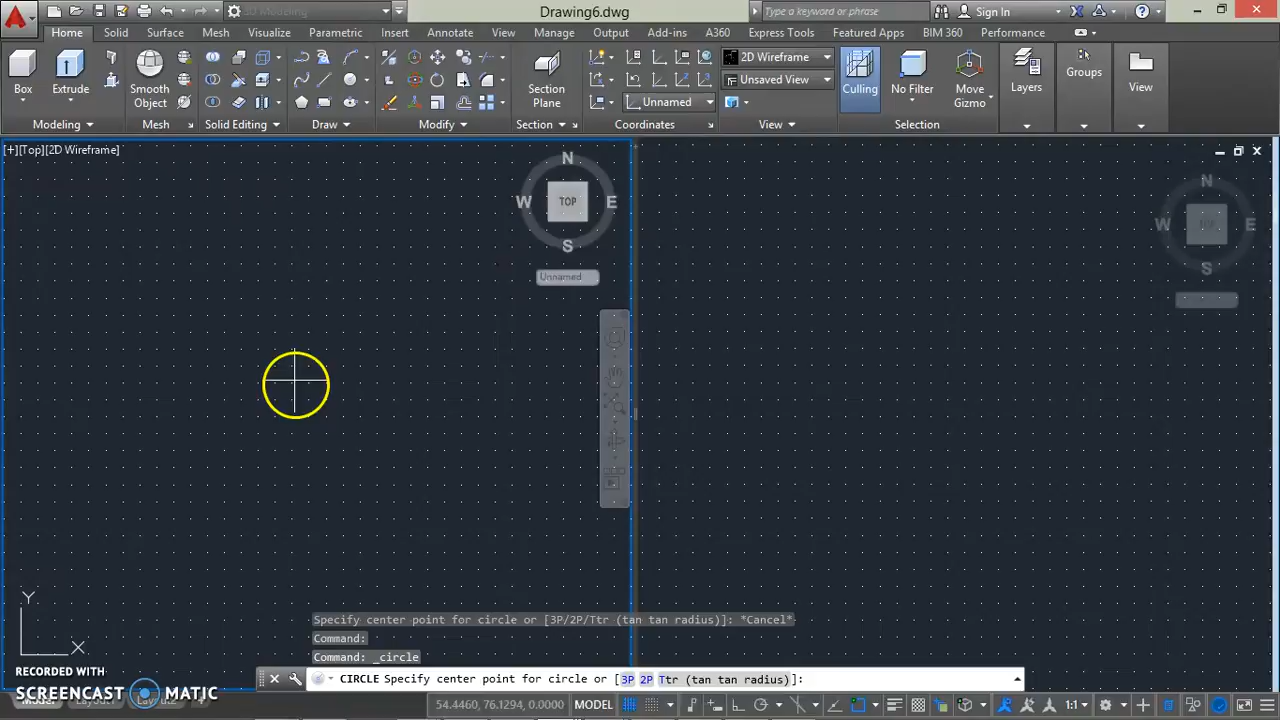 3D Modeling
Drawing6.dwg
Type a keyword or phrase
Sign In
Home Solid Surface Mesh Visualize Parametric Insert Annotate View Manage Output Add-ins A360 Express Tools Featured Apps BIM 360 Performance
Box
Extrude
Smooth
Object
Section
Plane
2D Wireframe
Unsaved View
Unnamed
Culling
No Filter
Move
Gizmo
Layers
Groups
View
Modeling
Mesh
Solid Editing
Draw
Modify
Section
Coordinates
View
Selection
[+][Top][2D Wireframe]
N
W TOP E
S
Unnamed
N
W E
S
Y
X
Specify center point for circle or [3P/2P/Ttr (tan tan radius)]: *Cancel*
Command:
Command: _circle
CIRCLE Specify center point for circle or [3P 2P Ttr (tan tan radius)]:
RECORDED WITH
SCREENCAST MATIC
Model Layout1 Layout2 +
54.4460, 76.1294, 0.0000 MODEL 1:1